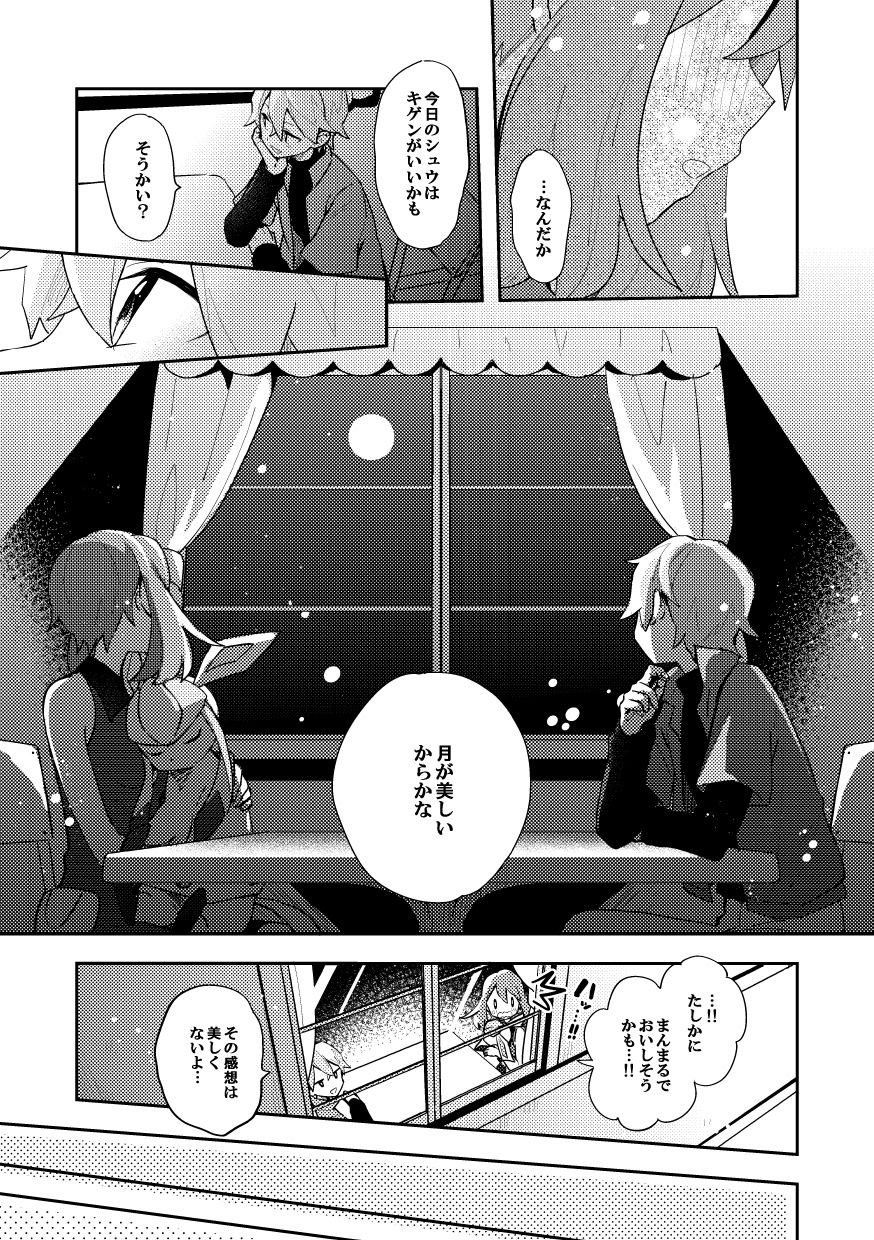 …なんだか
今日のシュウは
キゲンがいいかも
そうかい？
月が美しい
からかな
…!!
たしかに
まんまるで
おいしそう
かも…!!
ハッ
…!!
その感想は
美しく
ないよ…